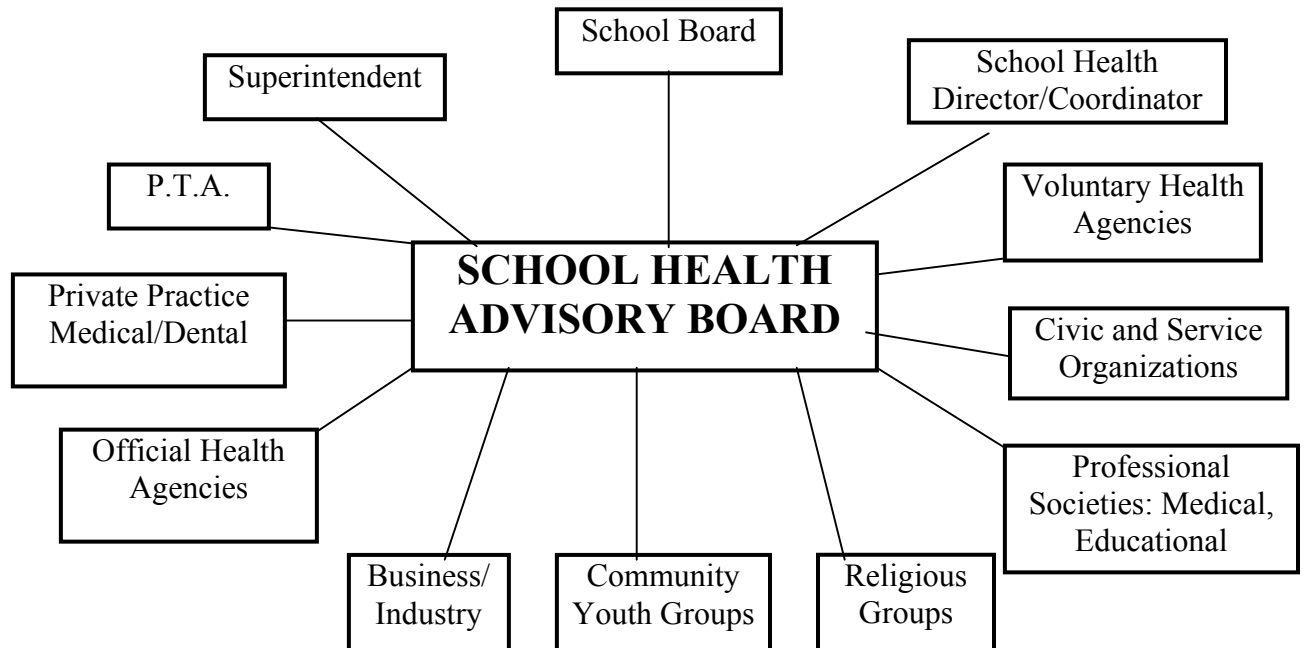 School Board
Superintendent
School Health
Director/Coordinator
P.T.A.
Voluntary Health
Agencies
SCHOOL HEALTH
ADVISORY BOARD
Private Practice
Medical/Dental
Civic and Service
Organizations
Official Health
Agencies
Professional
Societies: Medical,
Educational
Business/
Industry
Community
Youth Groups
Religious
Groups